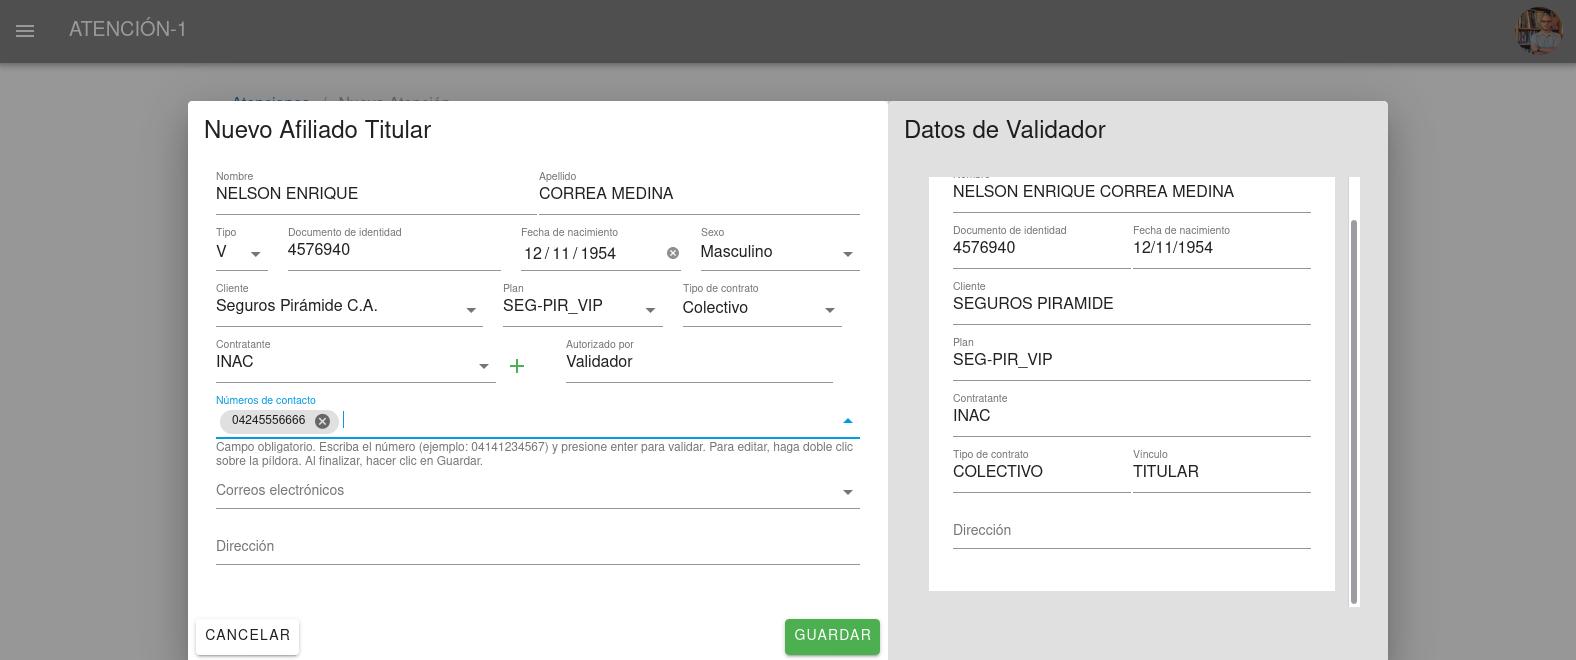 ATENCIÓN-1
Atenciones / Nueva Atención
Nuevo Afiliado Titular
Nombre
NELSON ENRIQUE
Apellido
CORREA MEDINA
Tipo
V
Documento de identidad
4576940
Fecha de nacimiento
12/11/1954
Sexo
Masculino
Cliente
Seguros Pirámide C.A.
Plan
SEG-PIR_VIP
Tipo de contrato
Colectivo
Contratante
INAC
Autorizado por
Validador
Números de contacto
04245556666
Campo obligatorio. Escriba el número (ejemplo: 04141234567) y presione enter para validar. Para editar, haga doble clic
sobre la píldora. Al finalizar, hacer clic en Guardar.
Correos electrónicos
Dirección
CANCELAR
GUARDAR
Datos de Validador
Nombre
NELSON ENRIQUE CORREA MEDINA
Documento de identidad
4576940
Fecha de nacimiento
12/11/1954
Cliente
SEGUROS PIRAMIDE
Plan
SEG-PIR_VIP
Contratante
INAC
Tipo de contrato
COLECTIVO
Vínculo
TITULAR
Dirección